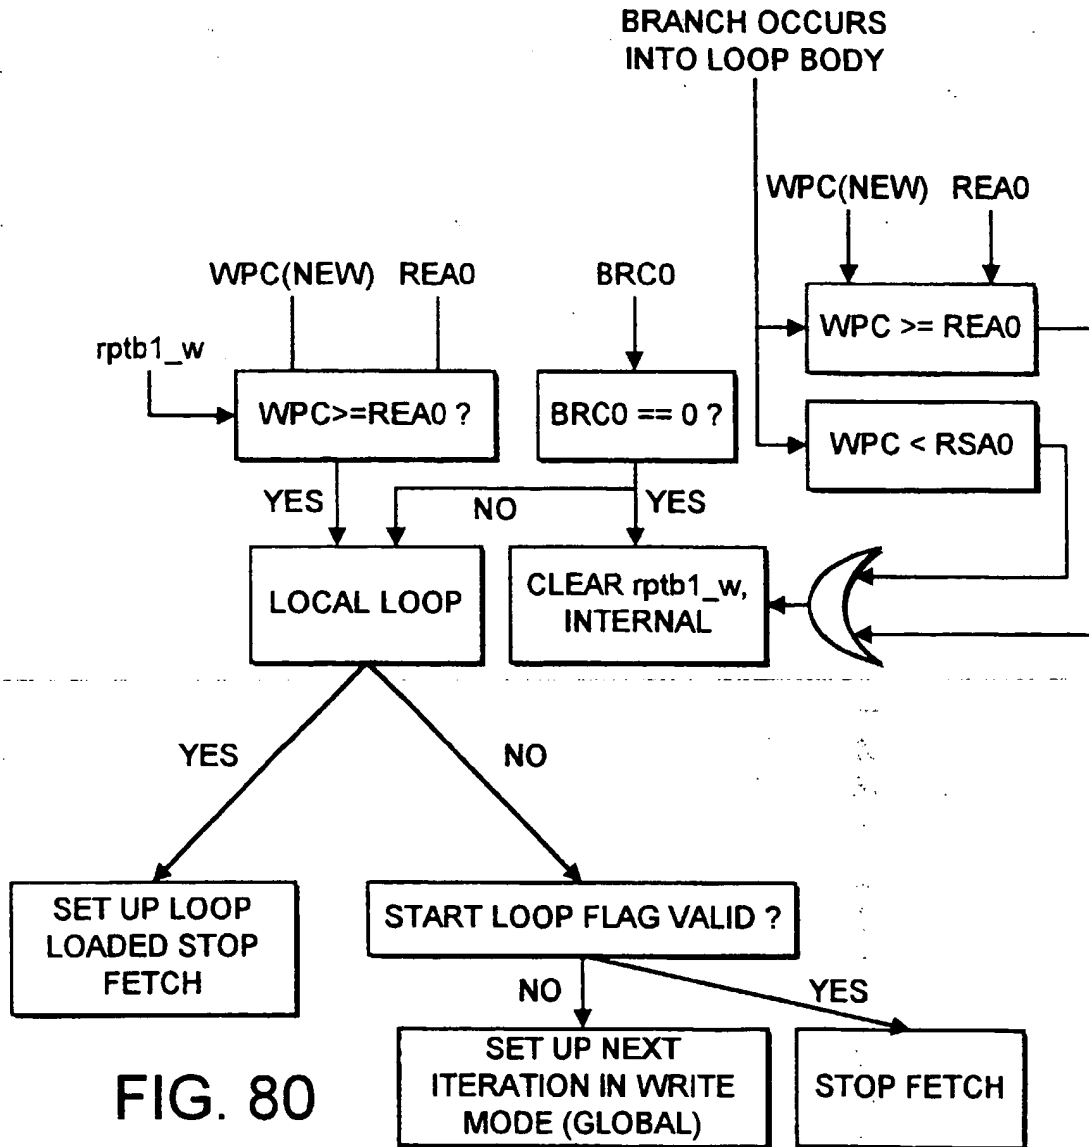 BRANCH OCCURS
INTO LOOP BODY
WPC(NEW) REA0
WPC(NEW) REA0
BRC0
WPC >= REA0
rptb1_w
WPC>=REA0 ?
BRC0 == 0 ?
WPC < RSA0
YES
NO
YES
LOCAL LOOP
CLEAR rptb1_w,
INTERNAL
YES
NO
SET UP LOOP
LOADED STOP
FETCH
START LOOP FLAG VALID ?
NO
YES
SET UP NEXT
ITERATION IN WRITE
MODE (GLOBAL)
STOP FETCH
FIG. 80